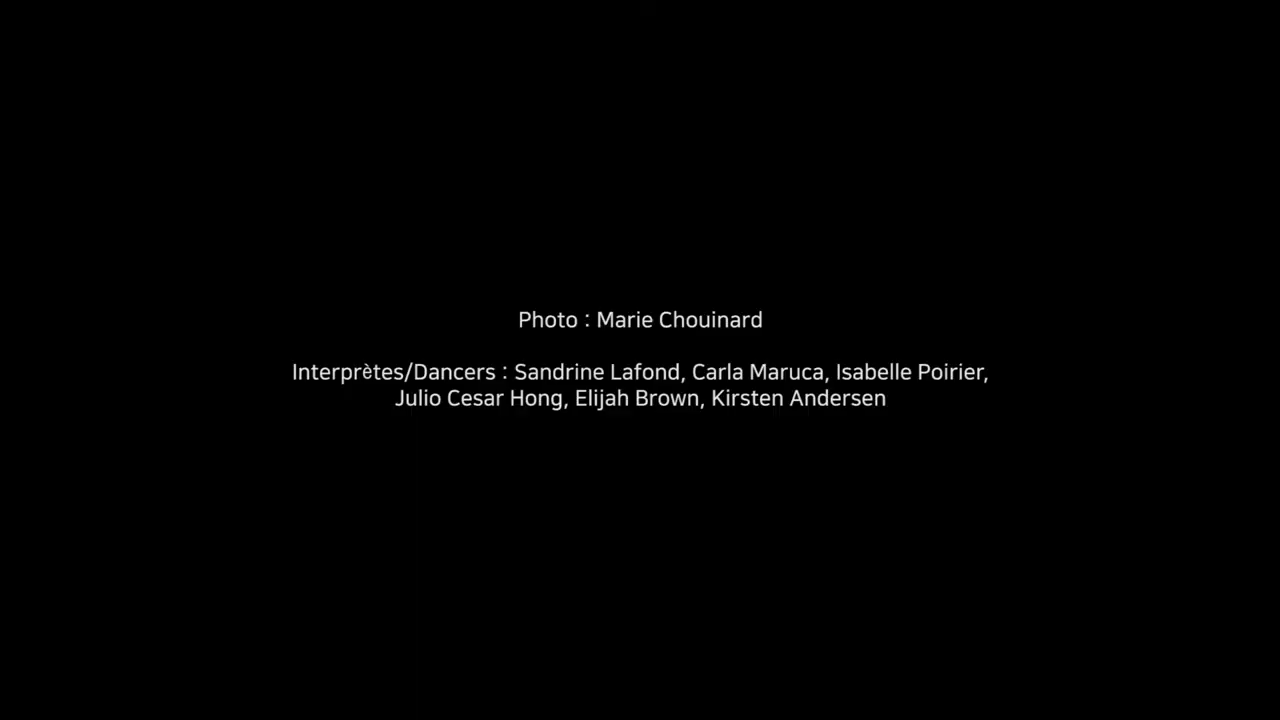 Photo : Marie Chouinard
Interprètes/Dancers : Sandrine Lafond, Carla Maruca, Isabelle Poirier,
Julio Cesar Hong, Elijah Brown, Kirsten Andersen